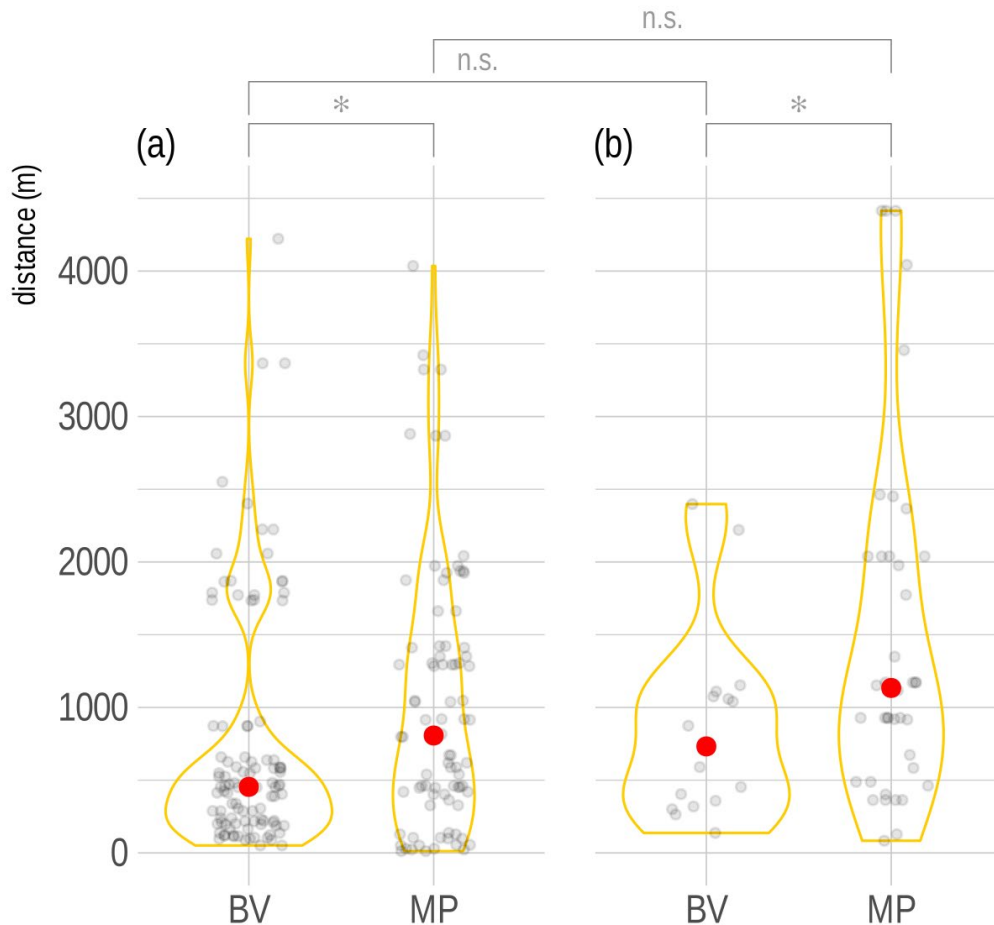 n.s.
n.s.
* *
(a) (b)
distance (m)
4000
3000
2000
1000
0
BV MP BV MP